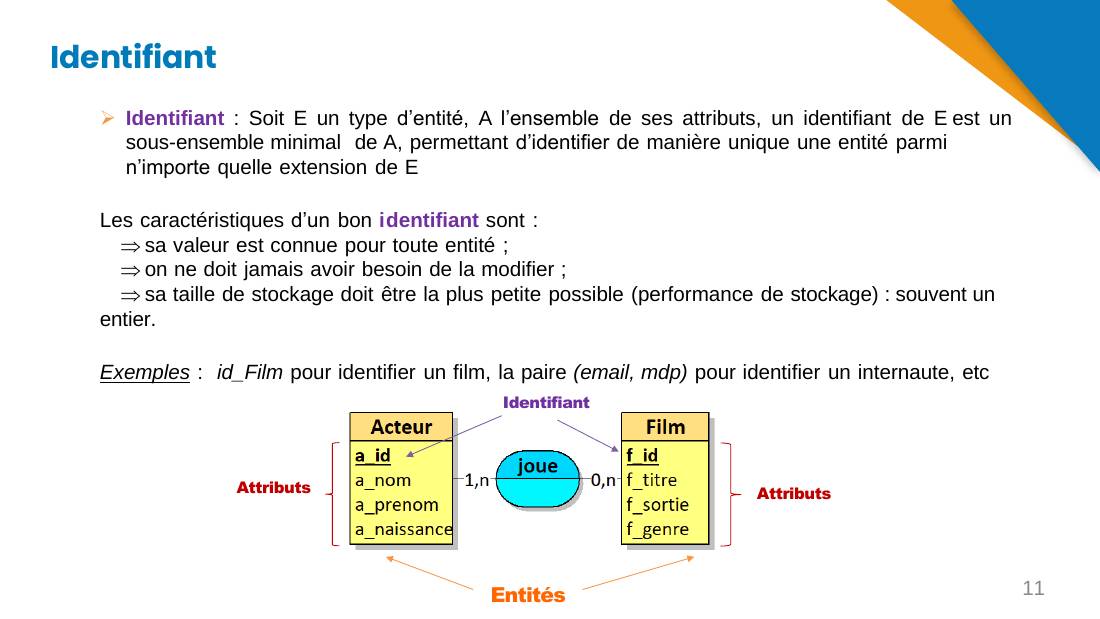 Identifiant
➢ Identifiant : Soit E un type d’entité, A l’ensemble de ses attributs, un identifiant de E est un
sous-ensemble minimal de A, permettant d’identifier de manière unique une entité parmi
n’importe quelle extension de E
Les caractéristiques d’un bon identifiant sont :
⇒ sa valeur est connue pour toute entité ;
⇒ on ne doit jamais avoir besoin de la modifier ;
⇒ sa taille de stockage doit être la plus petite possible (performance de stockage) : souvent un
entier.
Exemples : id_Film pour identifier un film, la paire (email, mdp) pour identifier un internaute, etc
Identifiant
Acteur
a_id
a_nom
a_prenom
a_naissance
1,n
joue
0,n
Film
f_id
f_titre
f_sortie
f_genre
Attributs
Attributs
Entités
11